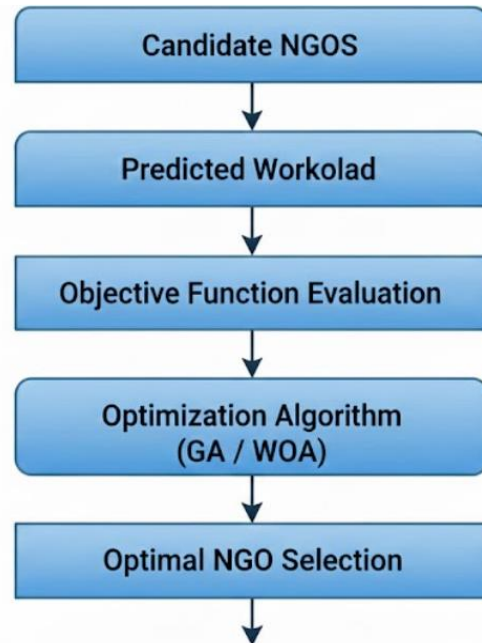 Candidate NGOS
Predicted Workolad
Objective Function Evaluation
Optimization Algorithm
(GA / WOA)
Optimal NGO Selection